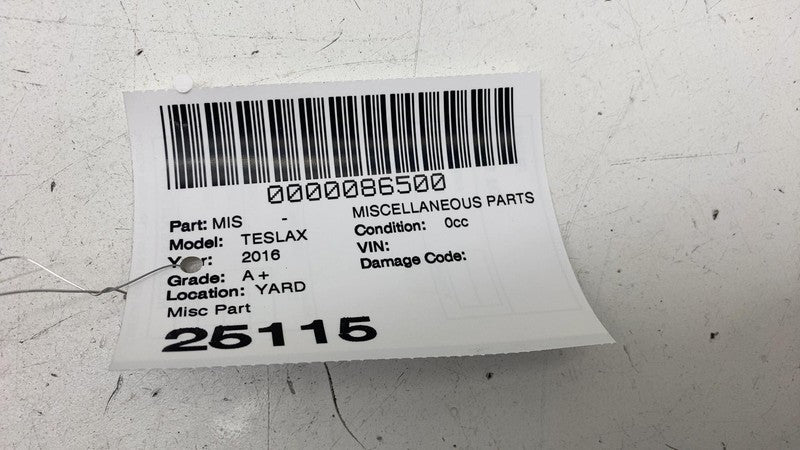 0000086500
Part: MIS - MISCELLANEOUS PARTS
Model: TESLAX Condition: 0cc
Year: 2016 VIN:
Grade: A+ Damage Code:
Location: YARD
Misc Part
25115